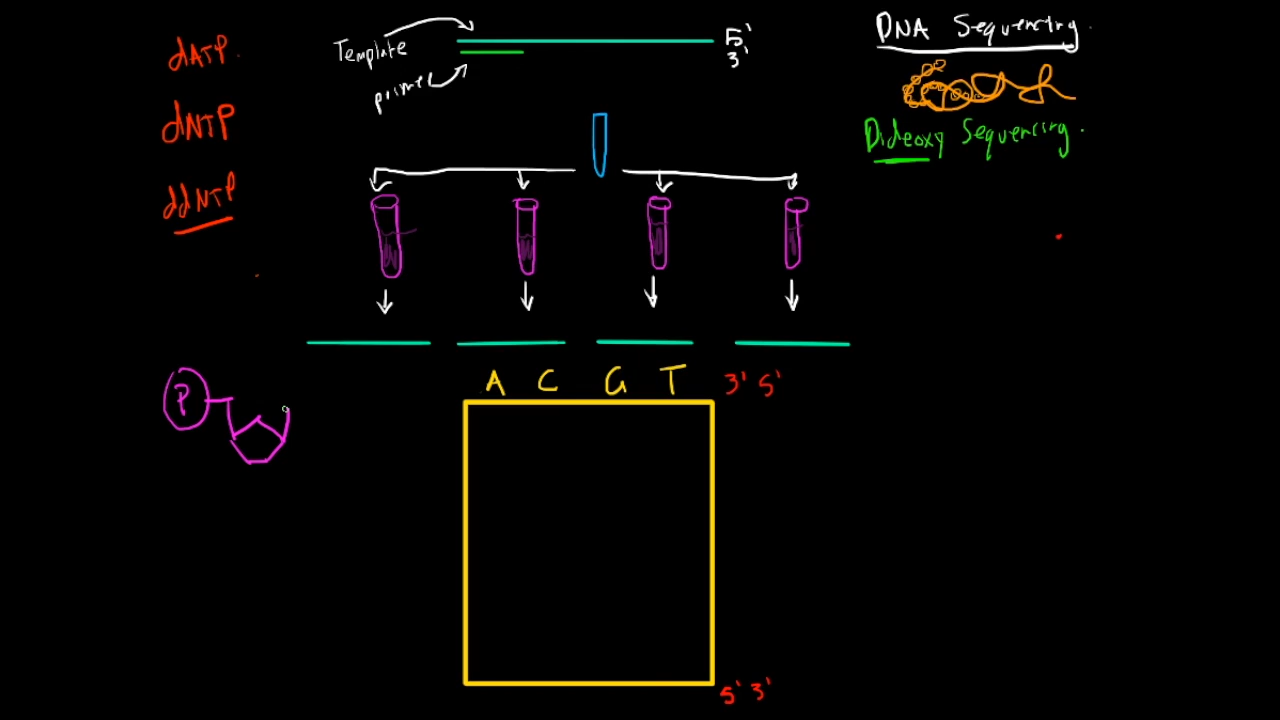 DNA Sequencing.
Dideoxy Sequencing.
Template
primer
5'
3'
dATP.
dNTP
ddNTP
A C G T 3' 5'
P
5' 3'